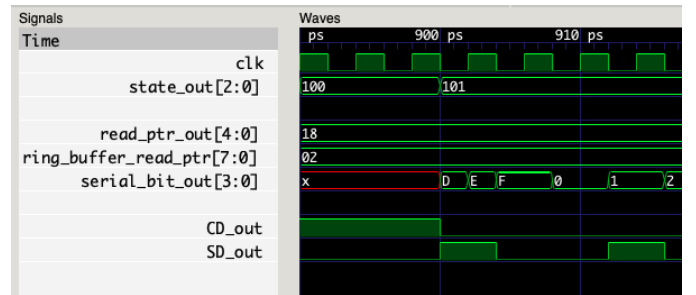 Signals Waves
Time ps 900 ps 910 ps
clk
state_out[2:0] 100 101
read_ptr_out[4:0] 18
ring_buffer_read_ptr[7:0] 02
serial_bit_out[3:0] x D E F 0 1 2
CD_out
SD_out